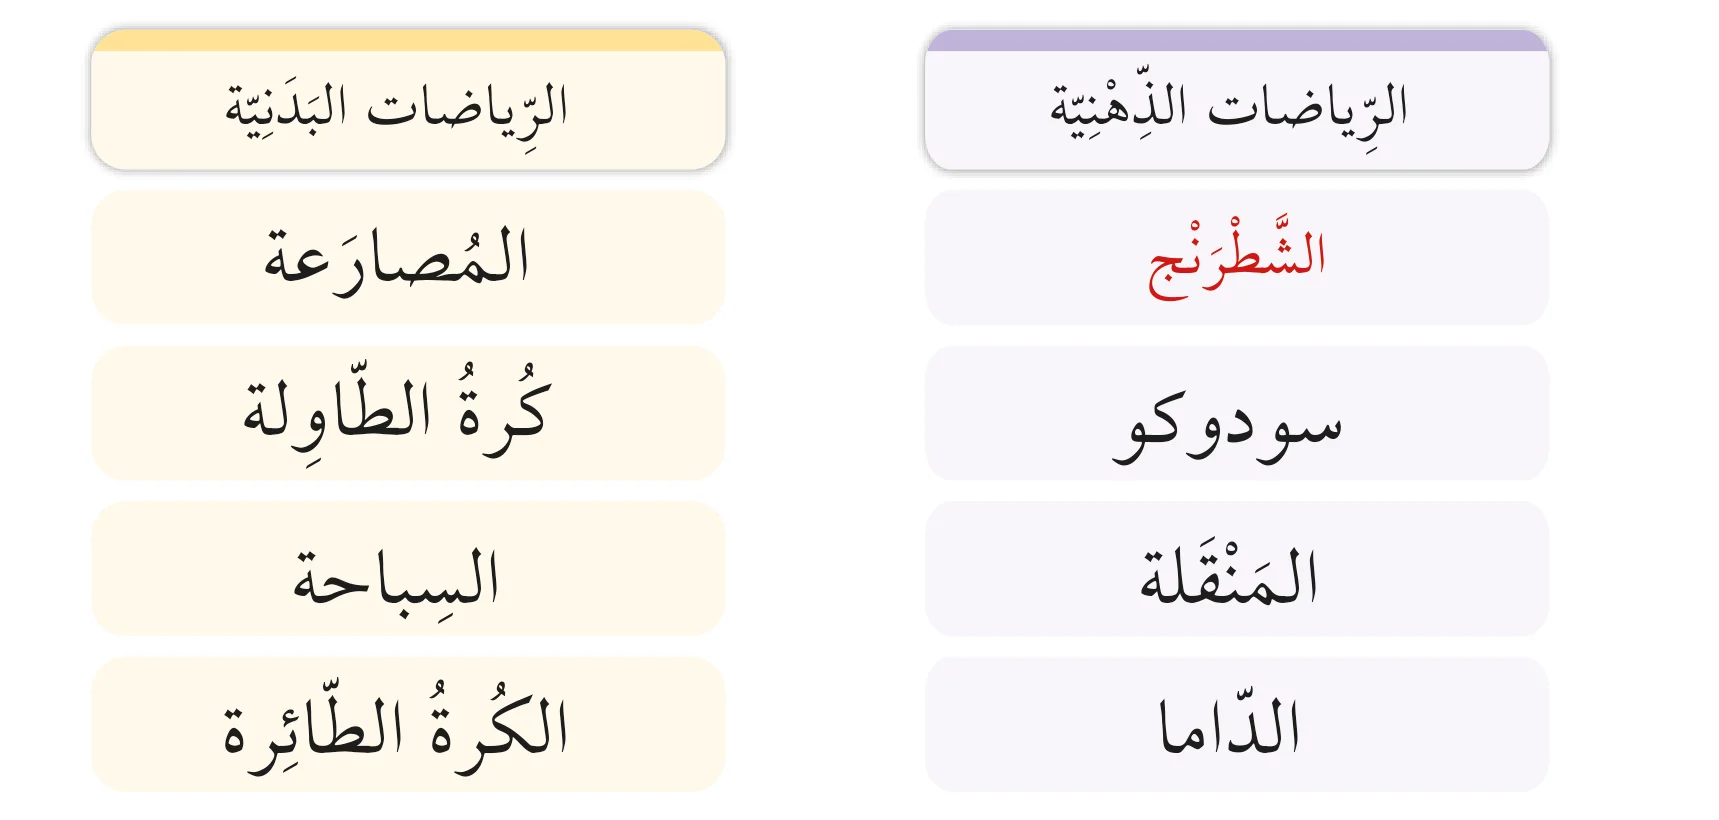 الرِّياضات الذِّهْنِيّة
الشَّطْرَنْج
سودوكو
المَنْقَلة
الدّاما
الرِّياضات البَدَنِيّة
المُصارَعة
كُرةُ الطّاوِلة
السِباحة
الكُرةُ الطّائِرة